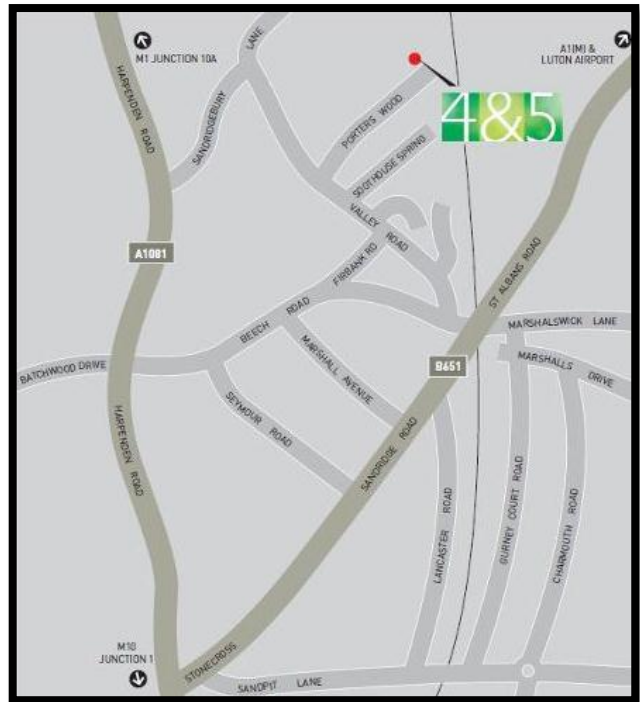 M1 JUNCTION 10A
A1(M) &
LUTON AIRPORT
HARPENDEN ROAD
LANE
SANDRIDGEBURY
PORTERS WOOD
4&5
SOOTHOUSE SPRING
VALLEY ROAD
A1081
FIRBANK RD
ST ALBANS ROAD
BEECH ROAD
MARSHALSWICK LANE
MARSHALLS DRIVE
BATCHWOOD DRIVE
MARSHALL AVENUE
B651
SEYMOUR ROAD
HARPENDEN ROAD
SANDRIDGE ROAD
LANCASTER ROAD
GURNEY COURT ROAD
CHARMOUTH ROAD
M10
JUNCTION 1
STONECROSS
SANDPIT LANE